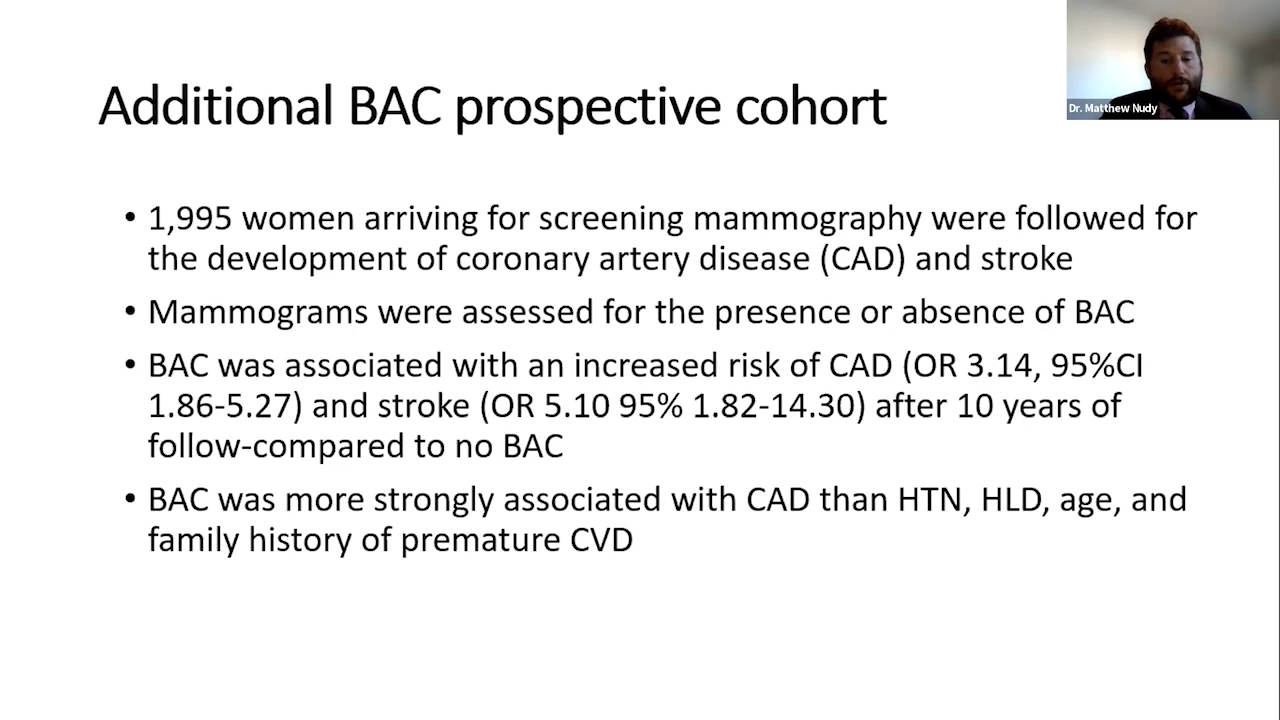 Additional BAC prospective cohort
Dr. Matthew Nudy
• 1,995 women arriving for screening mammography were followed for
the development of coronary artery disease (CAD) and stroke
• Mammograms were assessed for the presence or absence of BAC
• BAC was associated with an increased risk of CAD (OR 3.14, 95%CI
1.86-5.27) and stroke (OR 5.10 95% 1.82-14.30) after 10 years of
follow-compared to no BAC
• BAC was more strongly associated with CAD than HTN, HLD, age, and
family history of premature CVD